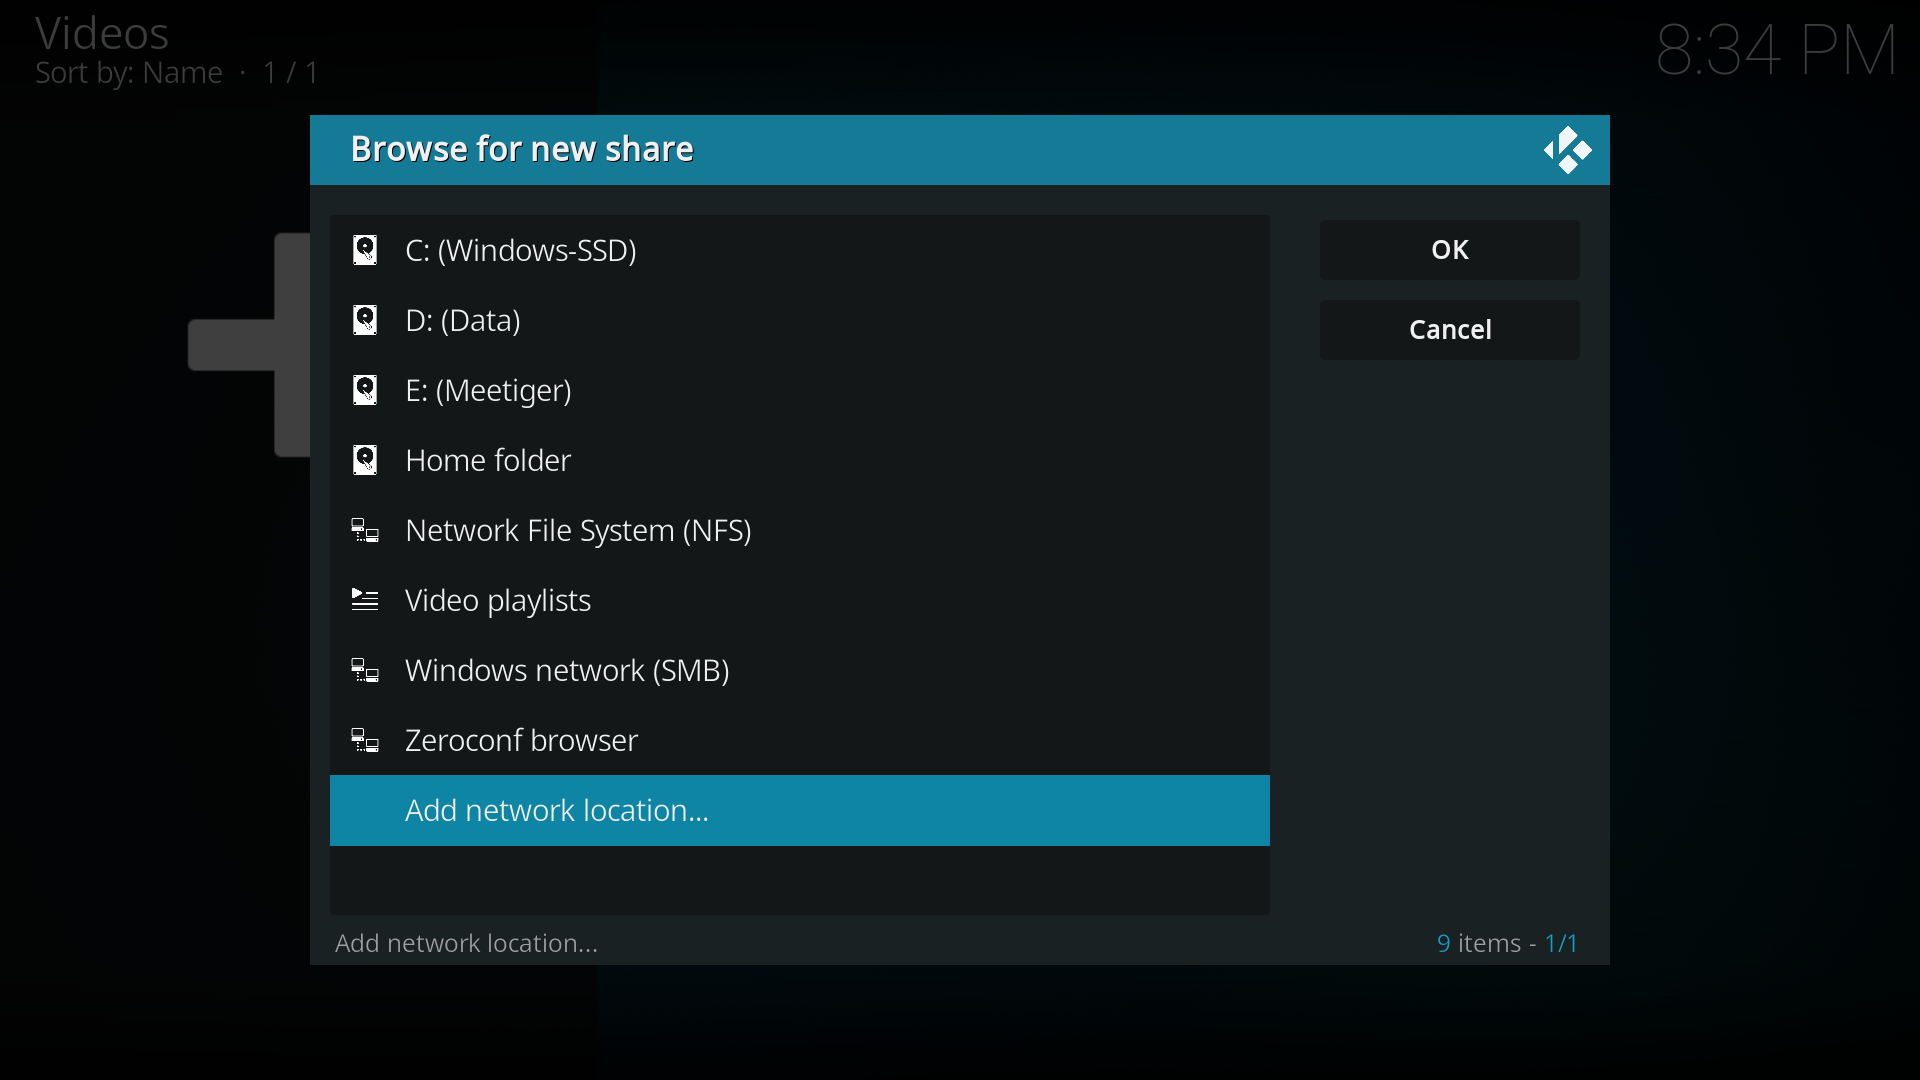 Videos
Sort by: Name · 1 / 1
8:34 PM
Browse for new share
C: (Windows-SSD)
D: (Data)
E: (Meetiger)
Home folder
Network File System (NFS)
Video playlists
Windows network (SMB)
Zeroconf browser
Add network location...
OK
Cancel
Add network location...
9 items - 1/1